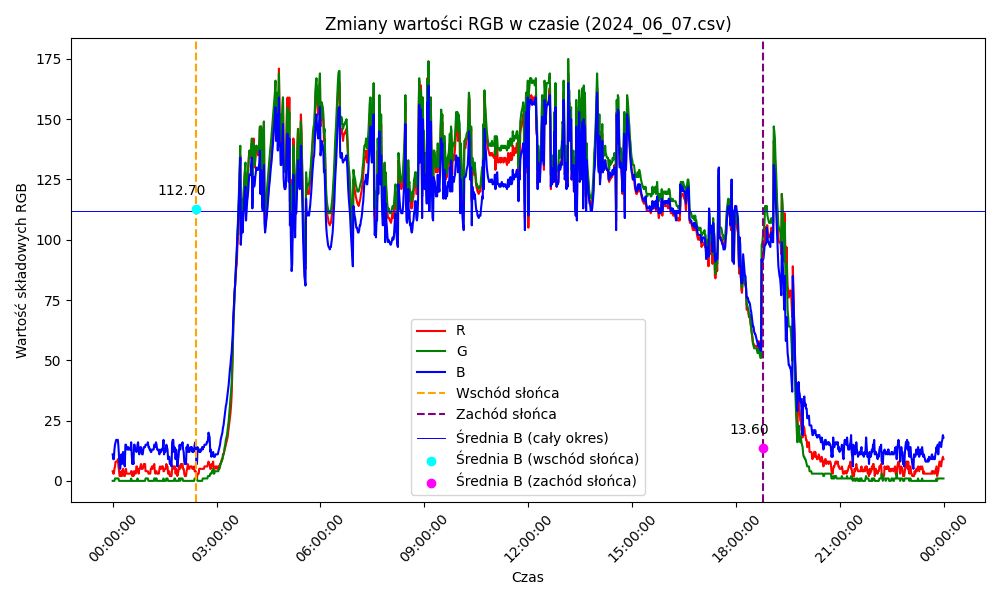 Zmiany wartości RGB w czasie (2024_06_07.csv)
Wartość składowych RGB
175
150
125
100
75
50
25
0
112.70
13.60
R
G
B
Wschód słońca
Zachód słońca
Średnia B (cały okres)
Średnia B (wschód słońca)
Średnia B (zachód słońca)
00:00:00
03:00:00
06:00:00
09:00:00
12:00:00
15:00:00
18:00:00
21:00:00
00:00:00
Czas